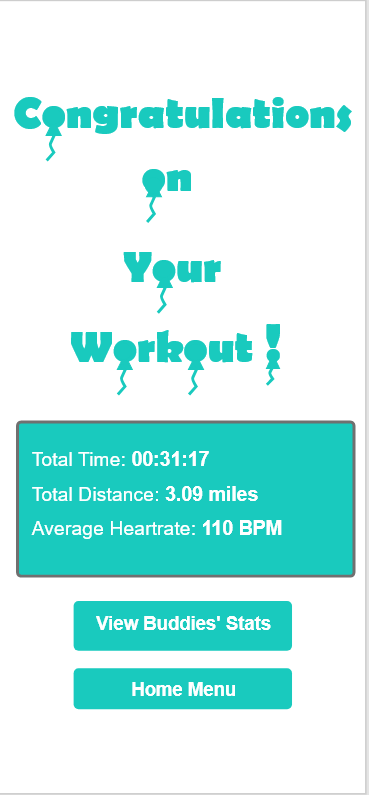 Congratulations
on
Your
Workout !
Total Time: 00:31:17
Total Distance: 3.09 miles
Average Heartrate: 110 BPM
View Buddies' Stats
Home Menu